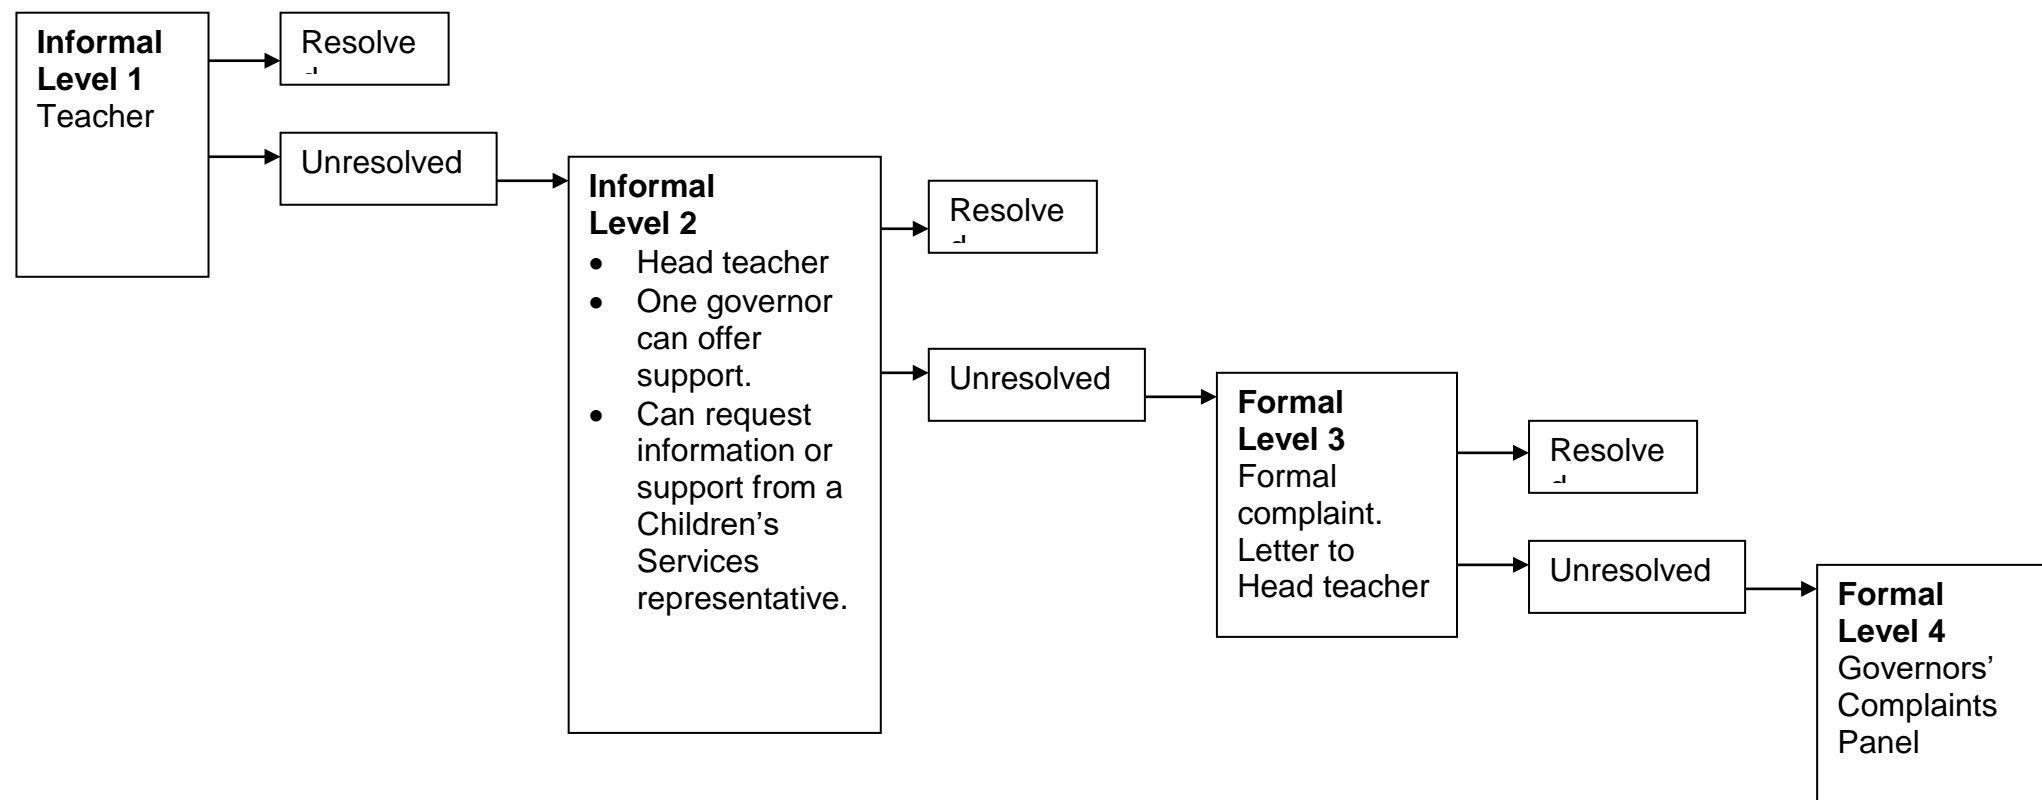 Informal
Level 1
Teacher
Resolve
d
Unresolved
Informal
Level 2
• Head teacher
• One governor
can offer
support.
• Can request
information or
support from a
Children’s
Services
representative.
Resolve
d
Unresolved
Formal
Level 3
Formal
complaint.
Letter to
Head teacher
Resolve
d
Unresolved
Formal
Level 4
Governors’
Complaints
Panel